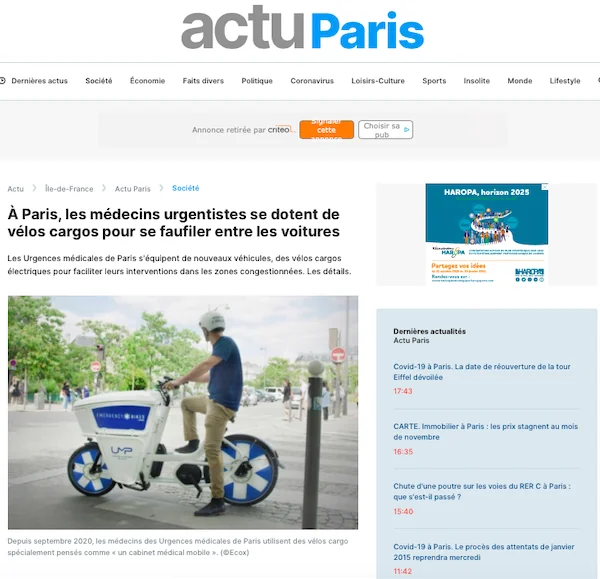 actu Paris
Dernières actus Société Économie Faits divers Politique Coronavirus Loisirs-Culture Sports Insolite Monde Lifestyle
Annonce retirée par criteo
Signaler
cette
annonce
Choisir sa
pub
Actu Île-de-France Actu Paris Société
À Paris, les médecins urgentistes se dotent de
vélos cargos pour se faufiler entre les voitures
Les Urgences médicales de Paris s'équipent de nouveaux véhicules, des vélos cargos
électriques pour faciliter leurs interventions dans les zones congestionnées. Les détails.
EMERGENCY BIKES
UMP
Depuis septembre 2020, les médecins des Urgences médicales de Paris utilisent des vélos cargo
spécialement pensés comme « un cabinet médical mobile ». (©Ecox)
HAROPA, horizon 2025
HAROPA
Partagez vos idées
Rendez-vous sur :
HAROPA
Dernières actualités
Actu Paris
Covid-19 à Paris. La date de réouverture de la tour
Eiffel dévoilée
17:43
CARTE. Immobilier à Paris : les prix stagnent au mois
de novembre
16:35
Chute d'une poutre sur les voies du RER C à Paris :
que s'est-il passé ?
15:40
Covid-19 à Paris. Le procès des attentats de janvier
2015 reprendra mercredi
11:42